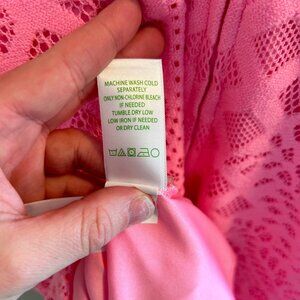 MACHINE WASH COLD
SEPARATELY
ONLY NON-CHLORINE BLEACH
IF NEEDED
TUMBLE DRY LOW
LOW IRON IF NEEDED
OR DRY CLEAN